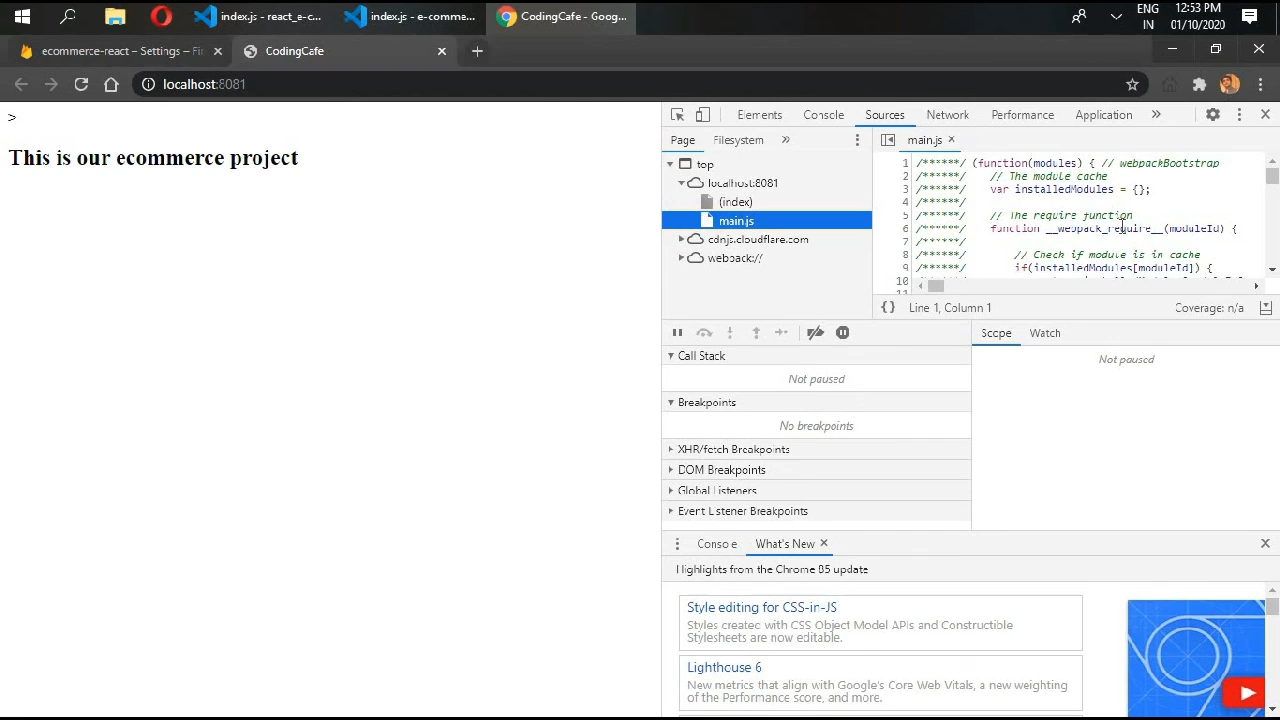 index.js - react_e-c...
index.js - e-comme...
CodingCafe - Goog...
ENG
IN
12:53 PM
01/10/2020
ecommerce-react – Settings – Fi
CodingCafe
localhost:8081
>
This is our ecommerce project
Elements Console Sources Network Performance Application
Page Filesystem
main.js
top
localhost:8081
(index)
main.js
cdnjs.cloudflare.com
webpack://
1 /******/ (function(modules) { // webpackBootstrap
2 /******/ // The module cache
3 /******/ var installedModules = {};
4 /******/
5 /******/ // The require function
6 /******/ function __webpack_require__(moduleId) {
7 /******/
8 /******/ // Check if module is in cache
9 /******/ if(installedModules[moduleId]) {
10
{} Line 1, Column 1 Coverage: n/a
Scope Watch
Not paused
Call Stack
Not paused
Breakpoints
No breakpoints
XHR/fetch Breakpoints
DOM Breakpoints
Global Listeners
Event Listener Breakpoints
Console What's New
Highlights from the Chrome 85 update
Style editing for CSS-in-JS
Styles created with CSS Object Model APIs and Constructible
Stylesheets are now editable.
Lighthouse 6
New metrics that align with Google's Core Web Vitals, a new weighting
of the Performance score, and more.